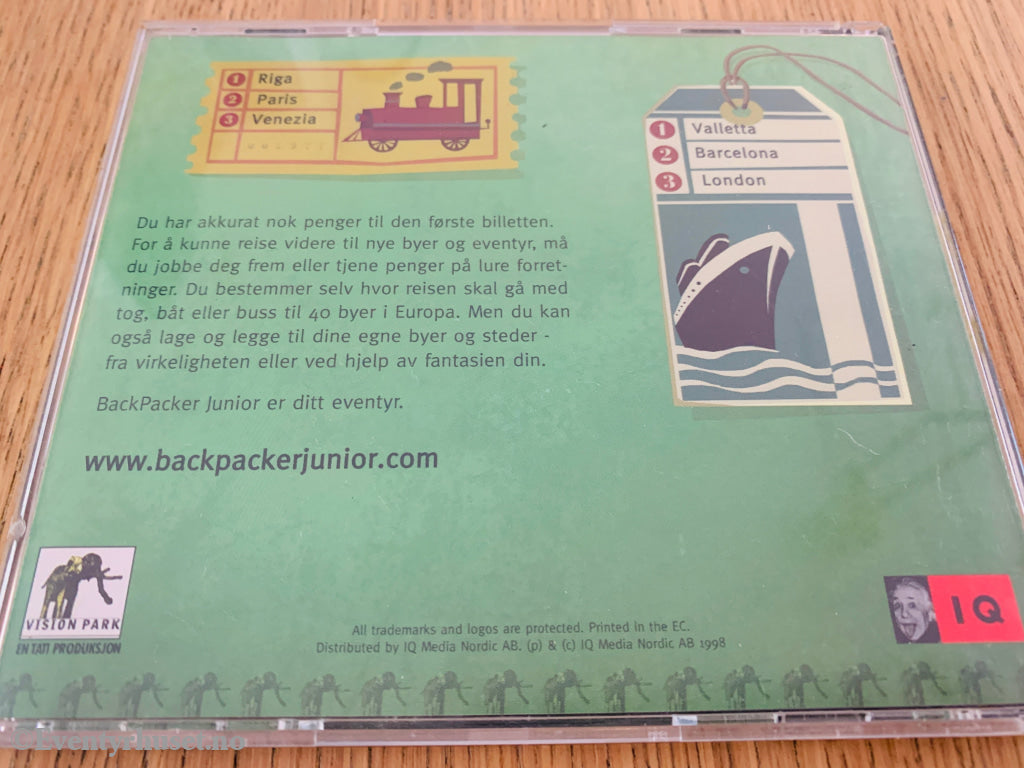 1 Riga
2 Paris
3 Venezia
1 Valletta
2 Barcelona
3 London
Du har akkurat nok penger til den første billetten.
For å kunne reise videre til nye byer og eventyr, må
du jobbe deg frem eller tjene penger på lure forret-
ninger. Du bestemmer selv hvor reisen skal gå med
tog, båt eller buss til 40 byer i Europa. Men du kan
også lage og legge til dine egne byer og steder -
fra virkeligheten eller ved hjelp av fantasien din.
BackPacker Junior er ditt eventyr.
www.backpackerjunior.com
VISION PARK
EN TATI PRODUKSJON
All trademarks and logos are protected. Printed in the EC.
Distributed by IQ Media Nordic AB. (p) & (c) IQ Media Nordic AB 1998
IQ
©Eventyrhuset.no